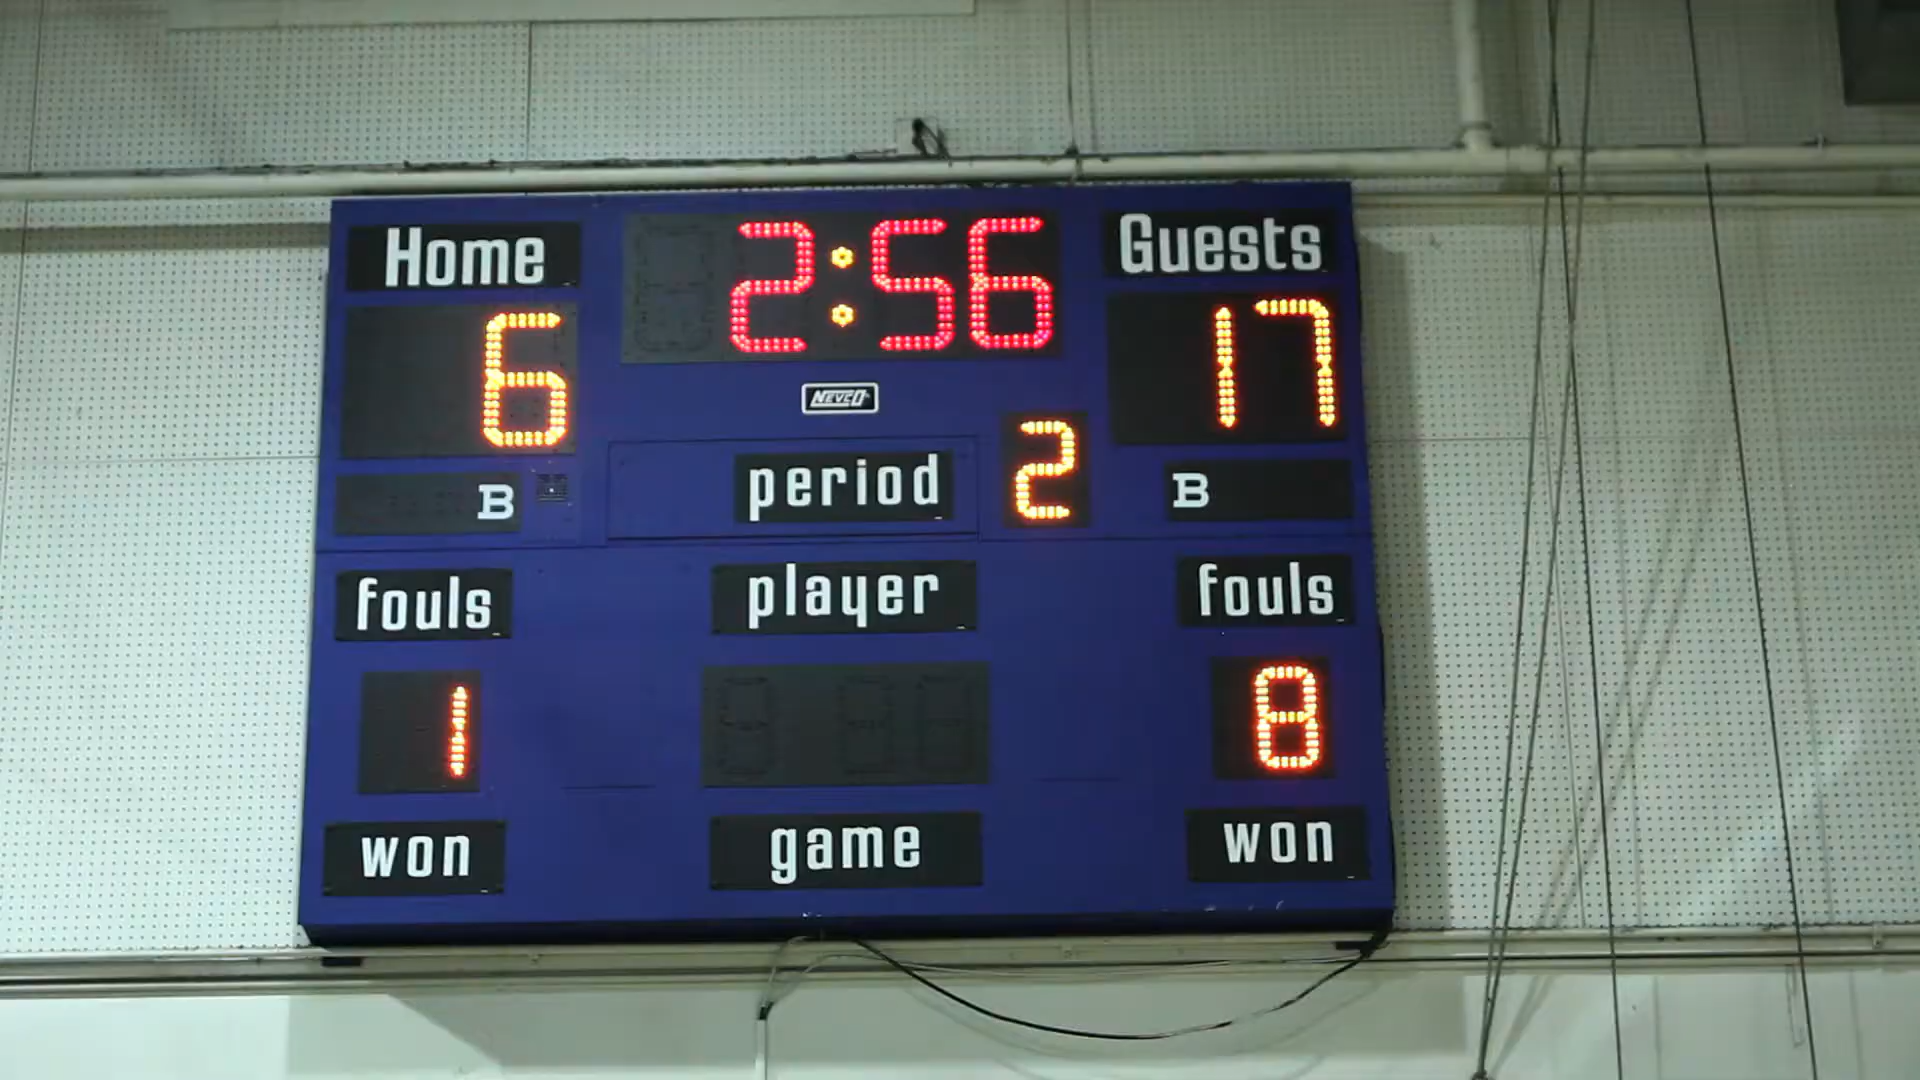 Home 2:56 Guests
6 17
NEVCO
B period 2 B
fouls player fouls
1 8
won game won